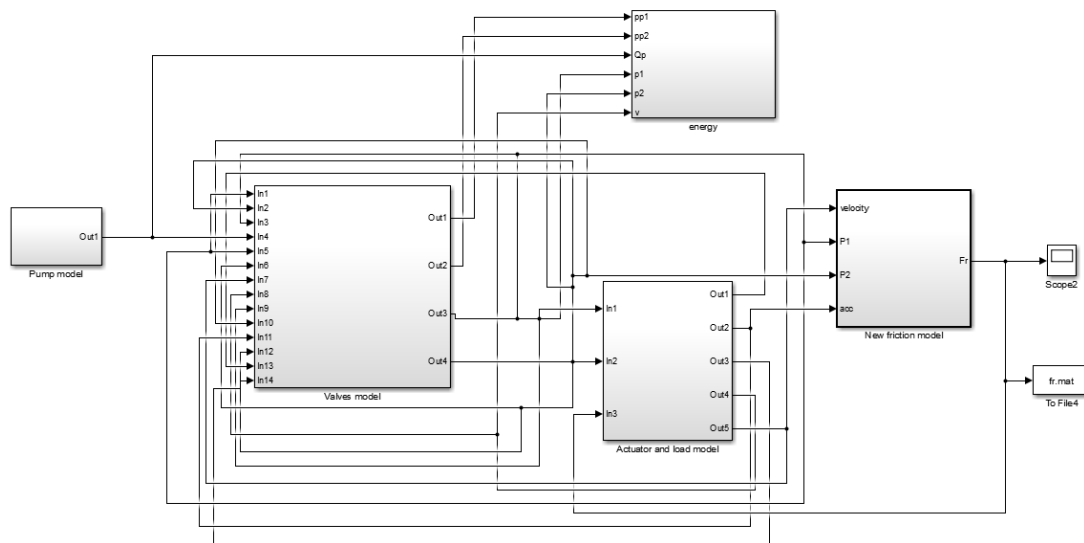 pp1
pp2
Qp
p1
p2
v
energy
Out1
Pump model
In1
In2
In3
In4
In5
In6
In7
In8
In9
In10
In11
In12
In13
In14
Out1
Out2
Out3
Out4
Valves model
In1
In2
In3
Out1
Out2
Out3
Out4
Out5
Actuator and load model
velocity
P1
P2
acc
Fr
New friction model
Scope2
fr.mat
To File4